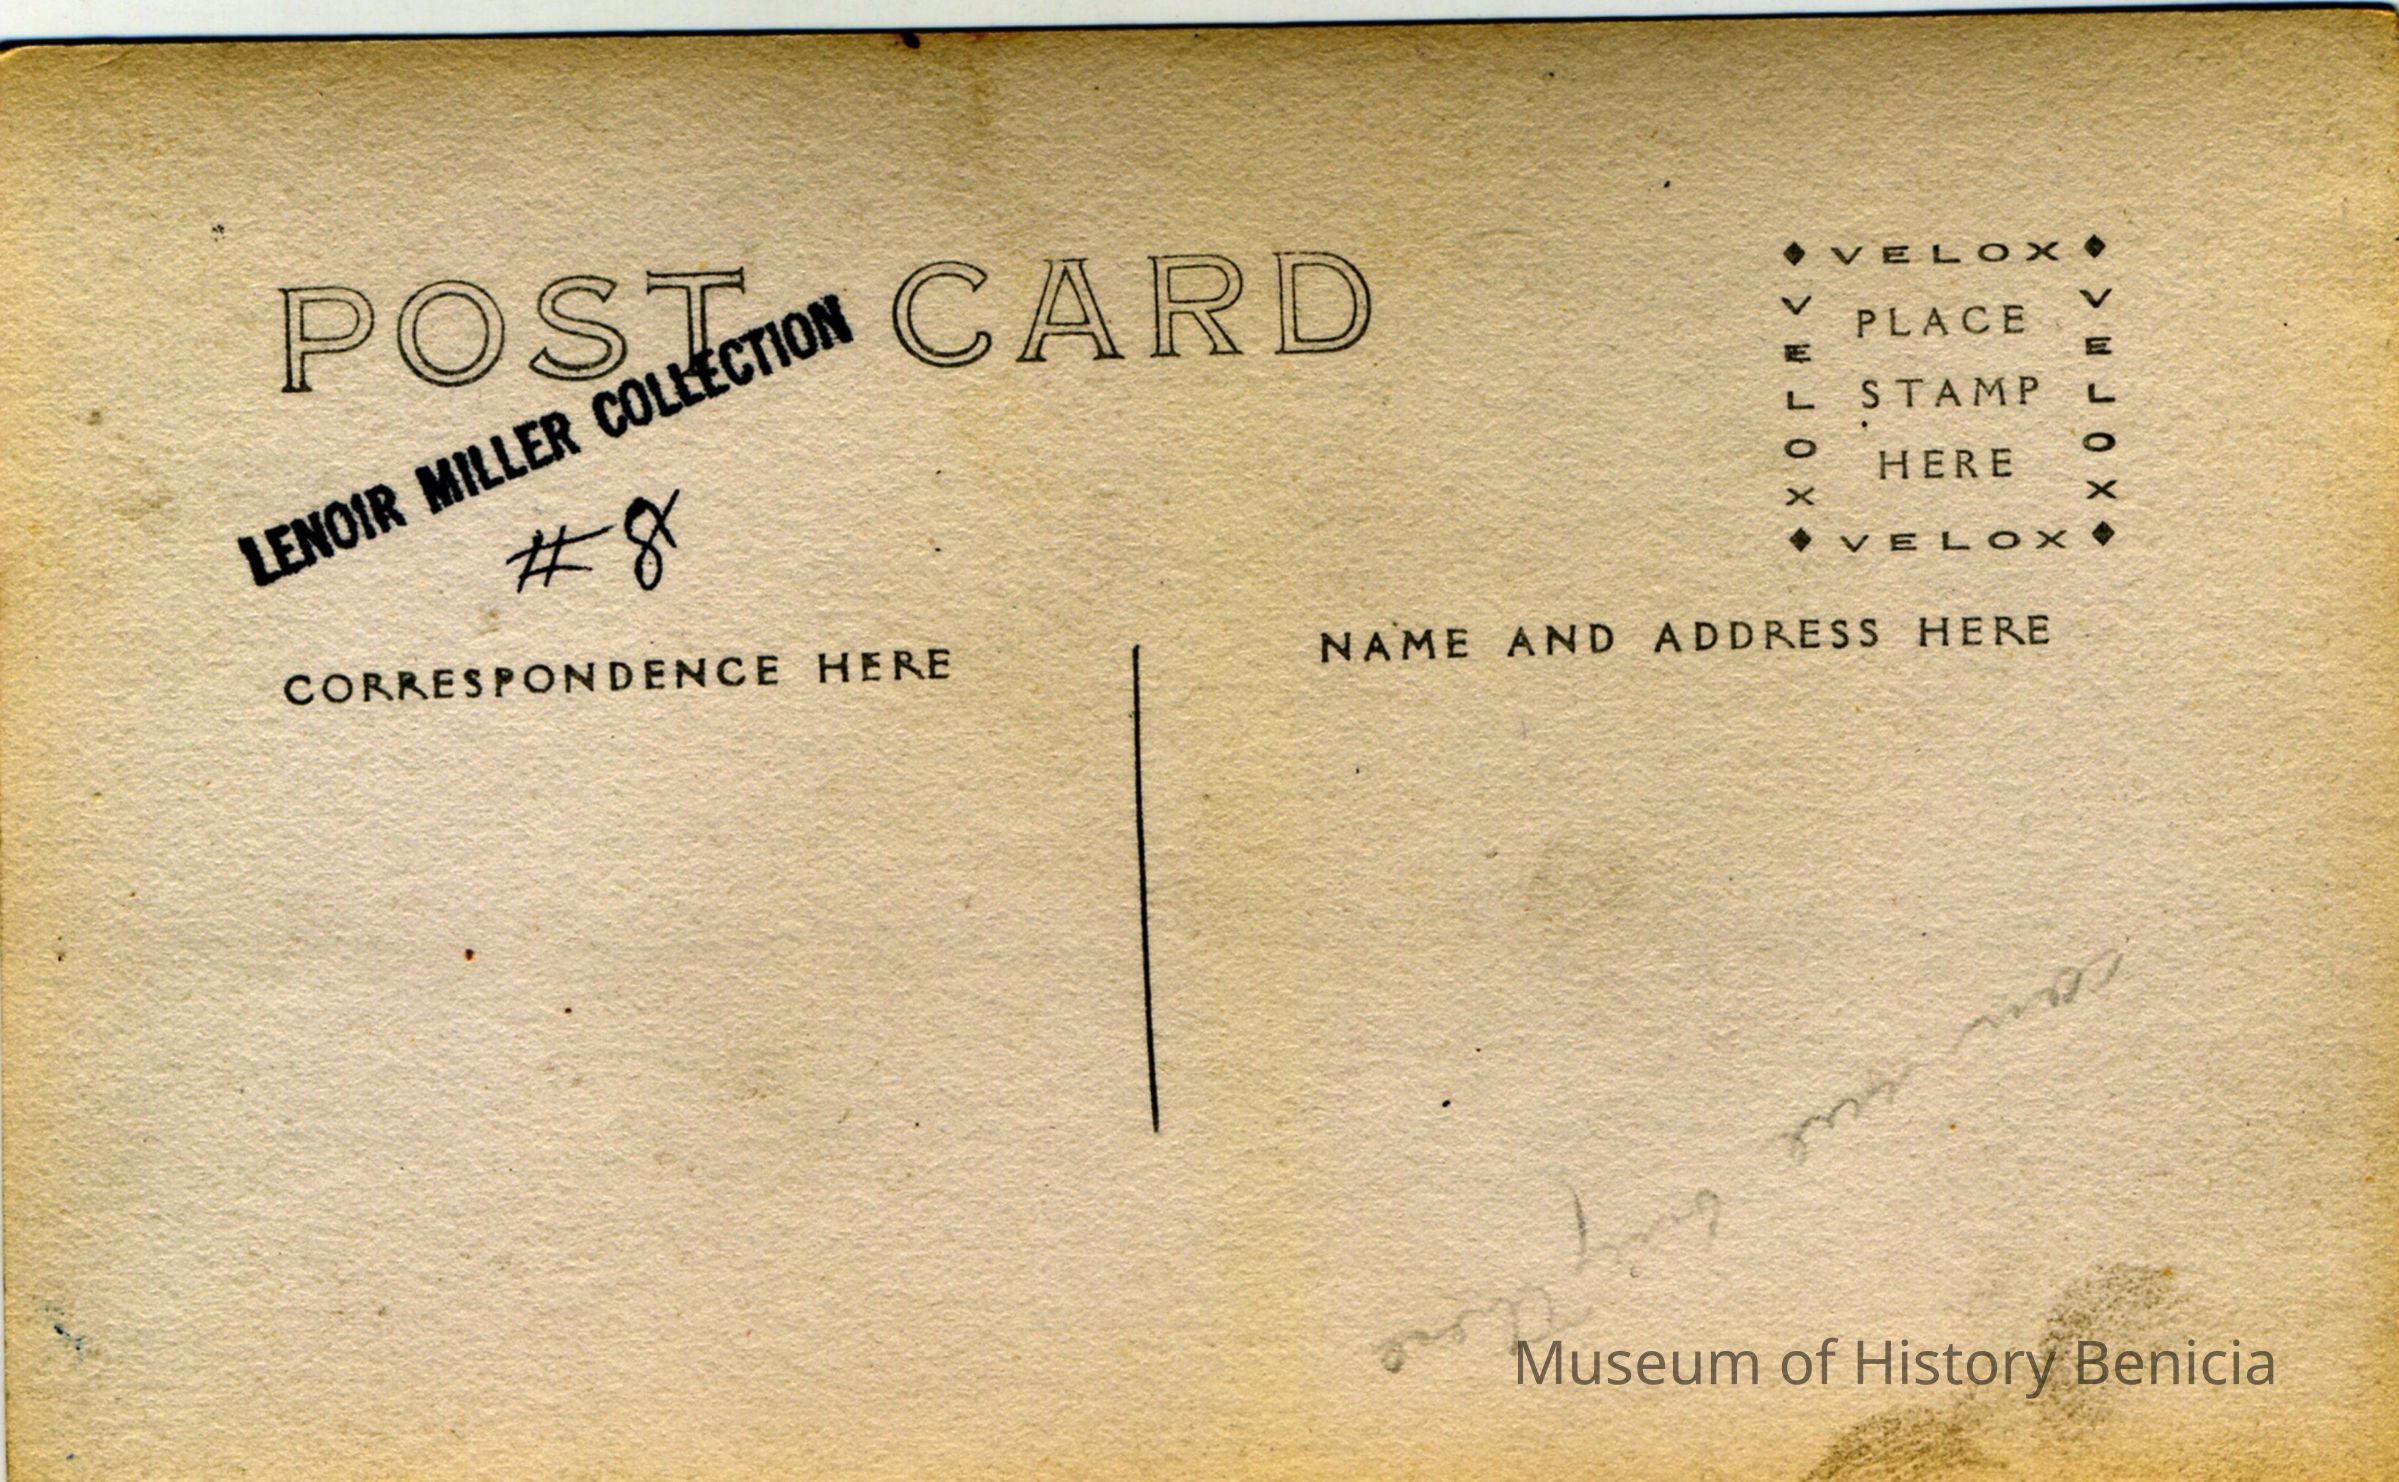 POST CARD
LENOIR MILLER COLLECTION
#8
VELOX
VELOX
VELOX
PLACE
STAMP
HERE
VELOX
CORRESPONDENCE HERE
NAME AND ADDRESS HERE
Museum of History Benicia